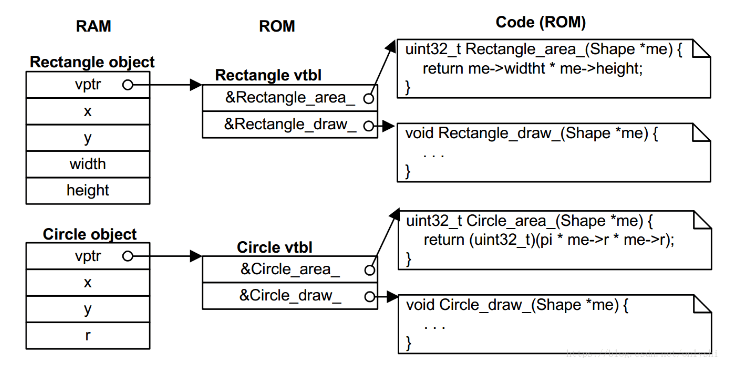 RAM
ROM
Code (ROM)
Rectangle object
vptr
x
y
width
height
Rectangle vtbl
&Rectangle_area_
&Rectangle_draw_
uint32_t Rectangle_area_(Shape *me) {
return me->widtht * me->height;
}
void Rectangle_draw_(Shape *me) {
. . .
}
Circle object
vptr
x
y
r
Circle vtbl
&Circle_area_
&Circle_draw_
uint32_t Circle_area_(Shape *me) {
return (uint32_t)(pi * me->r * me->r);
}
void Circle_draw_(Shape *me) {
. . .
}